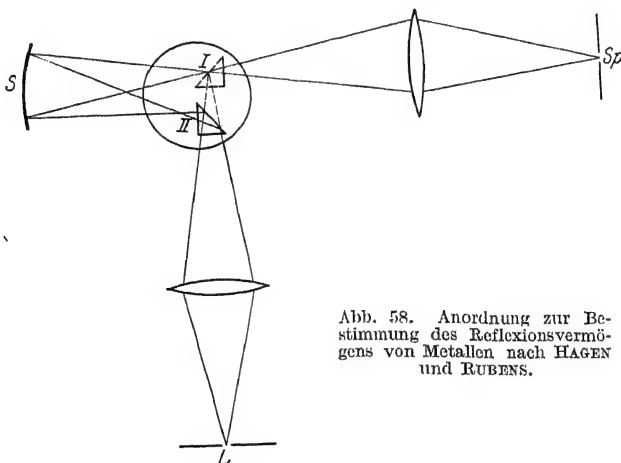 I
S
Sp
II
Abb. 58. Anordnung zur Be-
stimmung des Reflexionsvermö-
gens von Metallen nach HAGEN
und RUBENS.
L